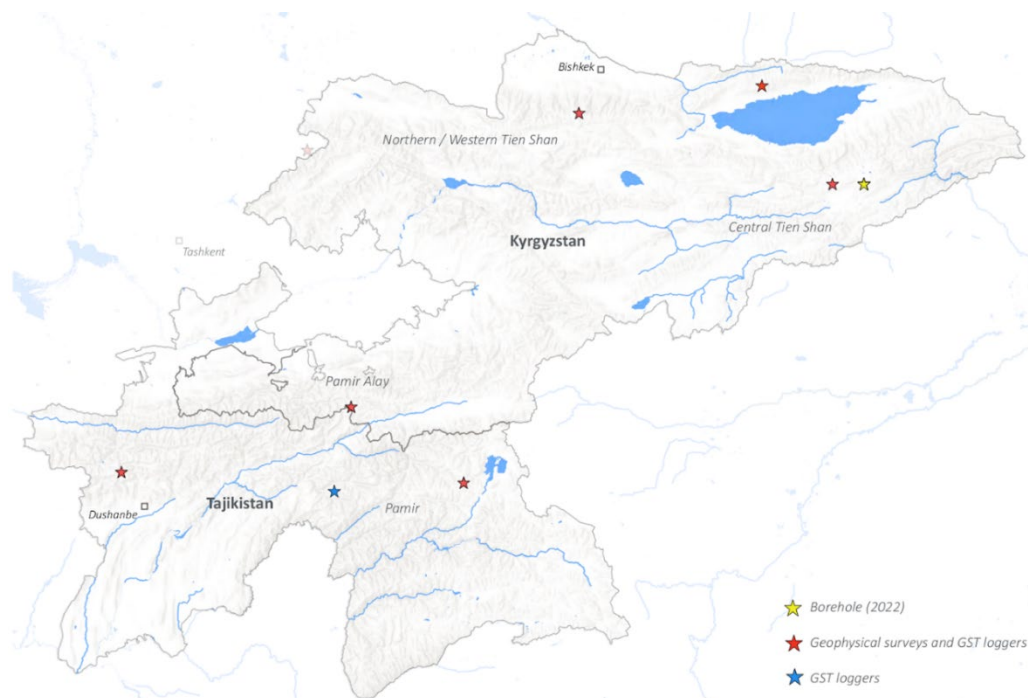 Bishkek
Northern / Western Tien Shan
Central Tien Shan
Kyrgyzstan
Tashkent
Pamir Alay
Tajikistan
Pamir
Dushanbe
Borehole (2022)
Geophysical surveys and GST loggers
GST loggers